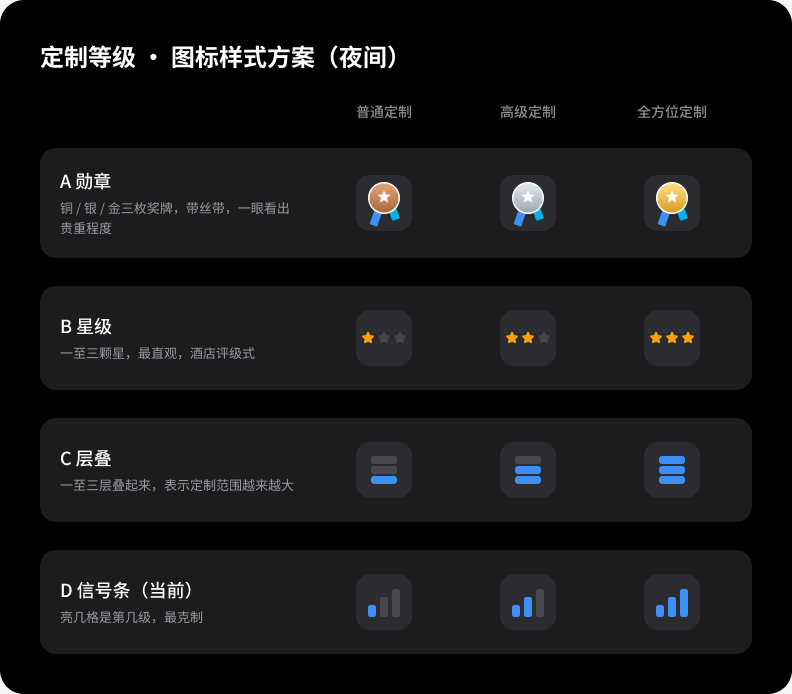 定制等级 · 图标样式方案（夜间）
普通定制 高级定制 全方位定制
A 勋章
铜 / 银 / 金三枚奖牌，带丝带，一眼看出
贵重程度
B 星级
一至三颗星，最直观，酒店评级式
C 层叠
一至三层叠起来，表示定制范围越来越大
D 信号条（当前）
亮几格是第几级，最克制